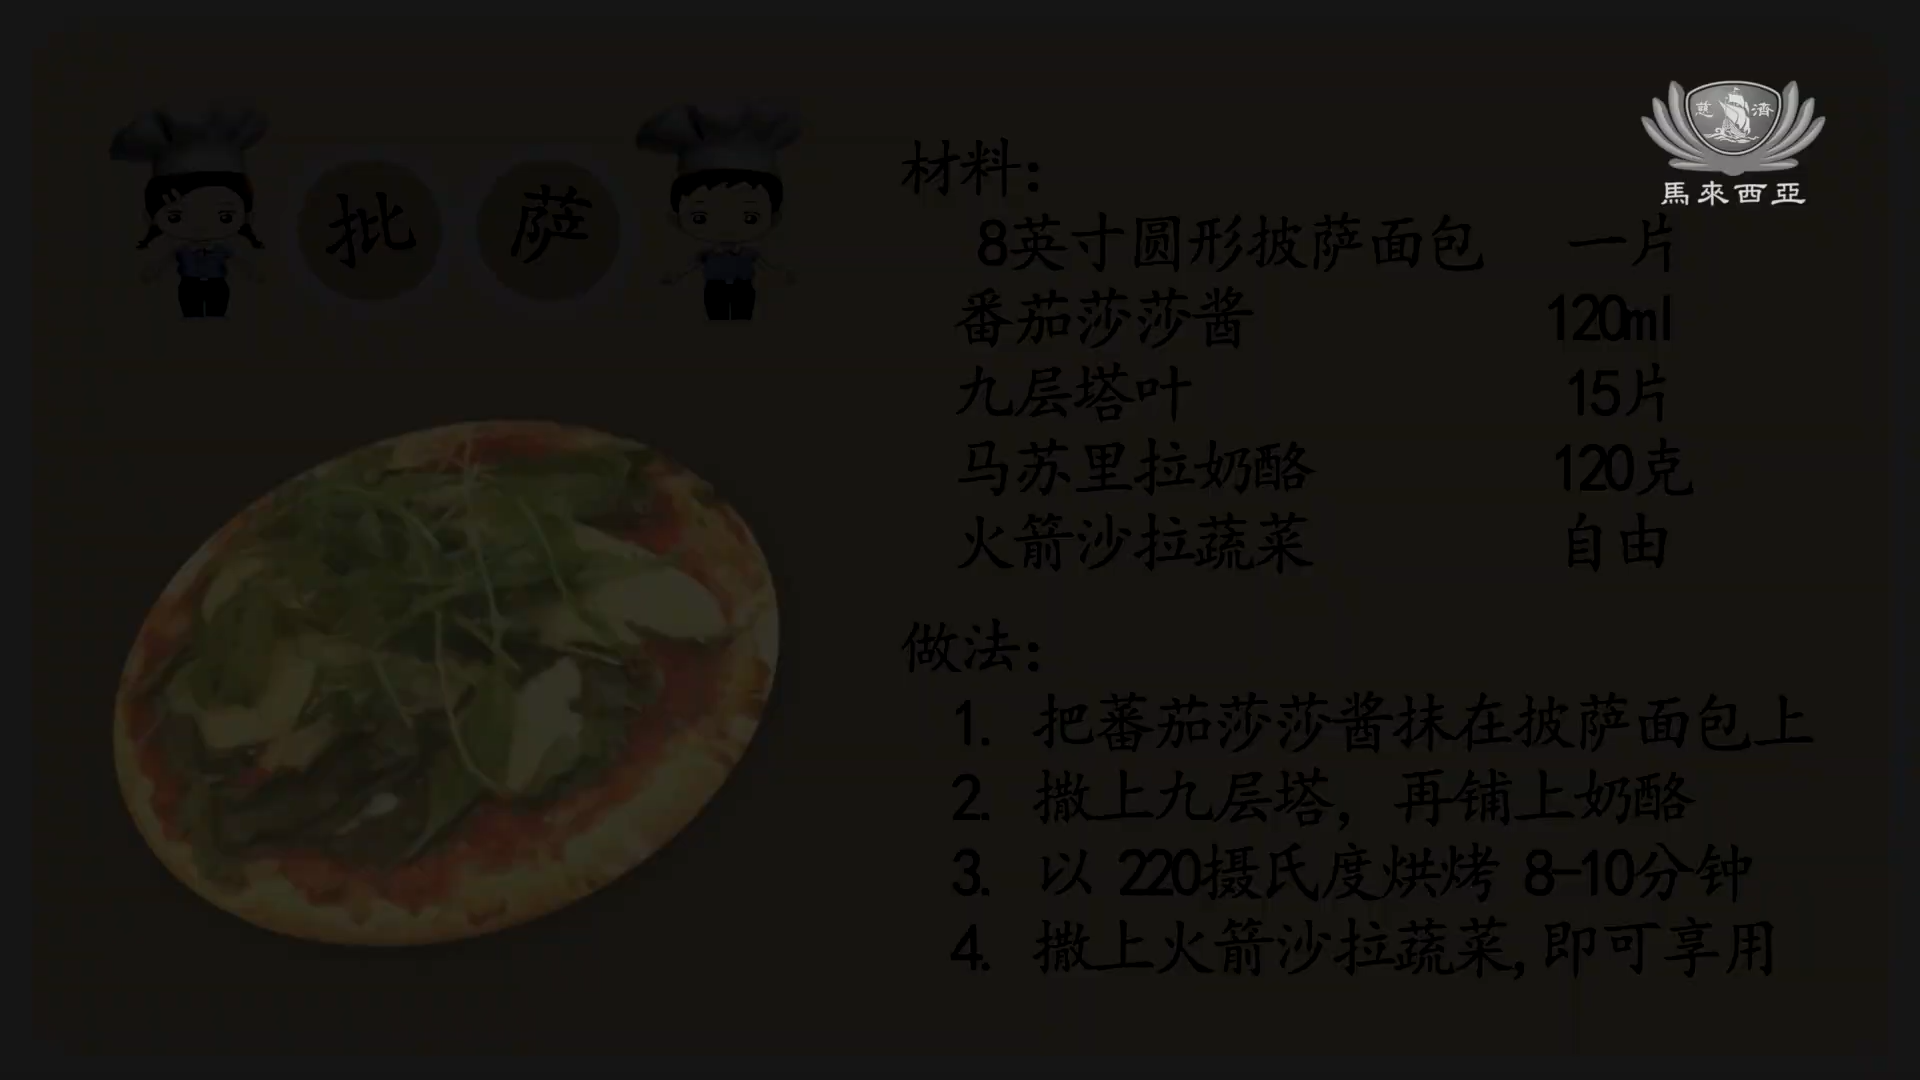 慈 濟
馬來西亞
批 萨
材料：
8英寸圆形披萨面包 一片
番茄莎莎酱 120ml
九层塔叶 15片
马苏里拉奶酪 120克
火箭沙拉蔬菜 自由
做法：
1. 把蕃茄莎莎酱抹在披萨面包上
2. 撒上九层塔，再铺上奶酪
3. 以 220摄氏度烘烤 8-10分钟
4. 撒上火箭沙拉蔬菜，即可享用